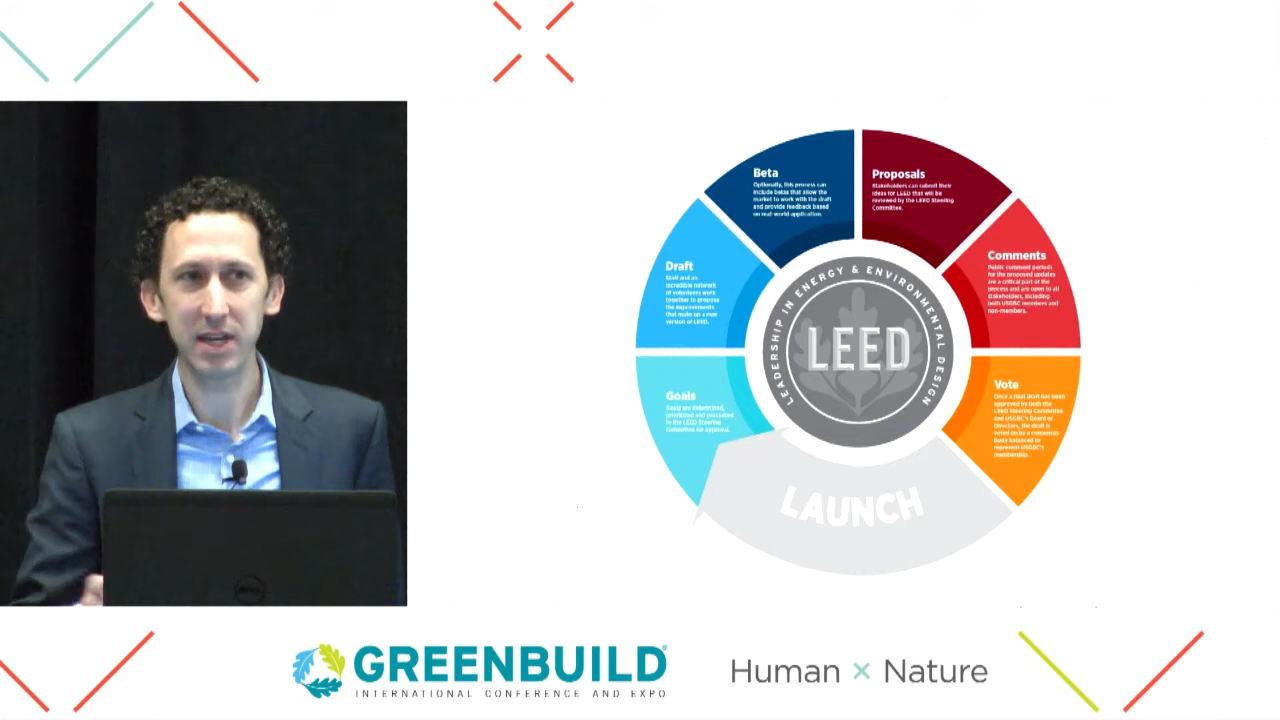 Beta
Optionally, this process can
include betas that allow the
market to work with the draft
and provide feedback based
on real-world application.
Proposals
Stakeholders can submit their
ideas for LEED that will be
reviewed by the LEED Steering
Committee.
Draft
Staff and an
incredible network
of volunteers work
together to propose
the improvements
that make up a new
version of LEED.
Comments
Public comment periods
for the proposed updates
are a critical part of the
process and are open to all
stakeholders, including
both USGBC members and
non-members.
LEADERSHIP IN ENERGY & ENVIRONMENTAL DESIGN
LEED
Goals
Goals are determined,
prioritized and presented
to the LEED Steering
committee for approval.
Vote
Once a final draft has been
approved by both the
LEED Steering Committee
and USGBC's Board of
Directors, the draft is
voted on by a consensus
body balanced to
represent USGBC's
membership.
LAUNCH
DELL
GREENBUILD®
INTERNATIONAL CONFERENCE AND EXPO
Human × Nature